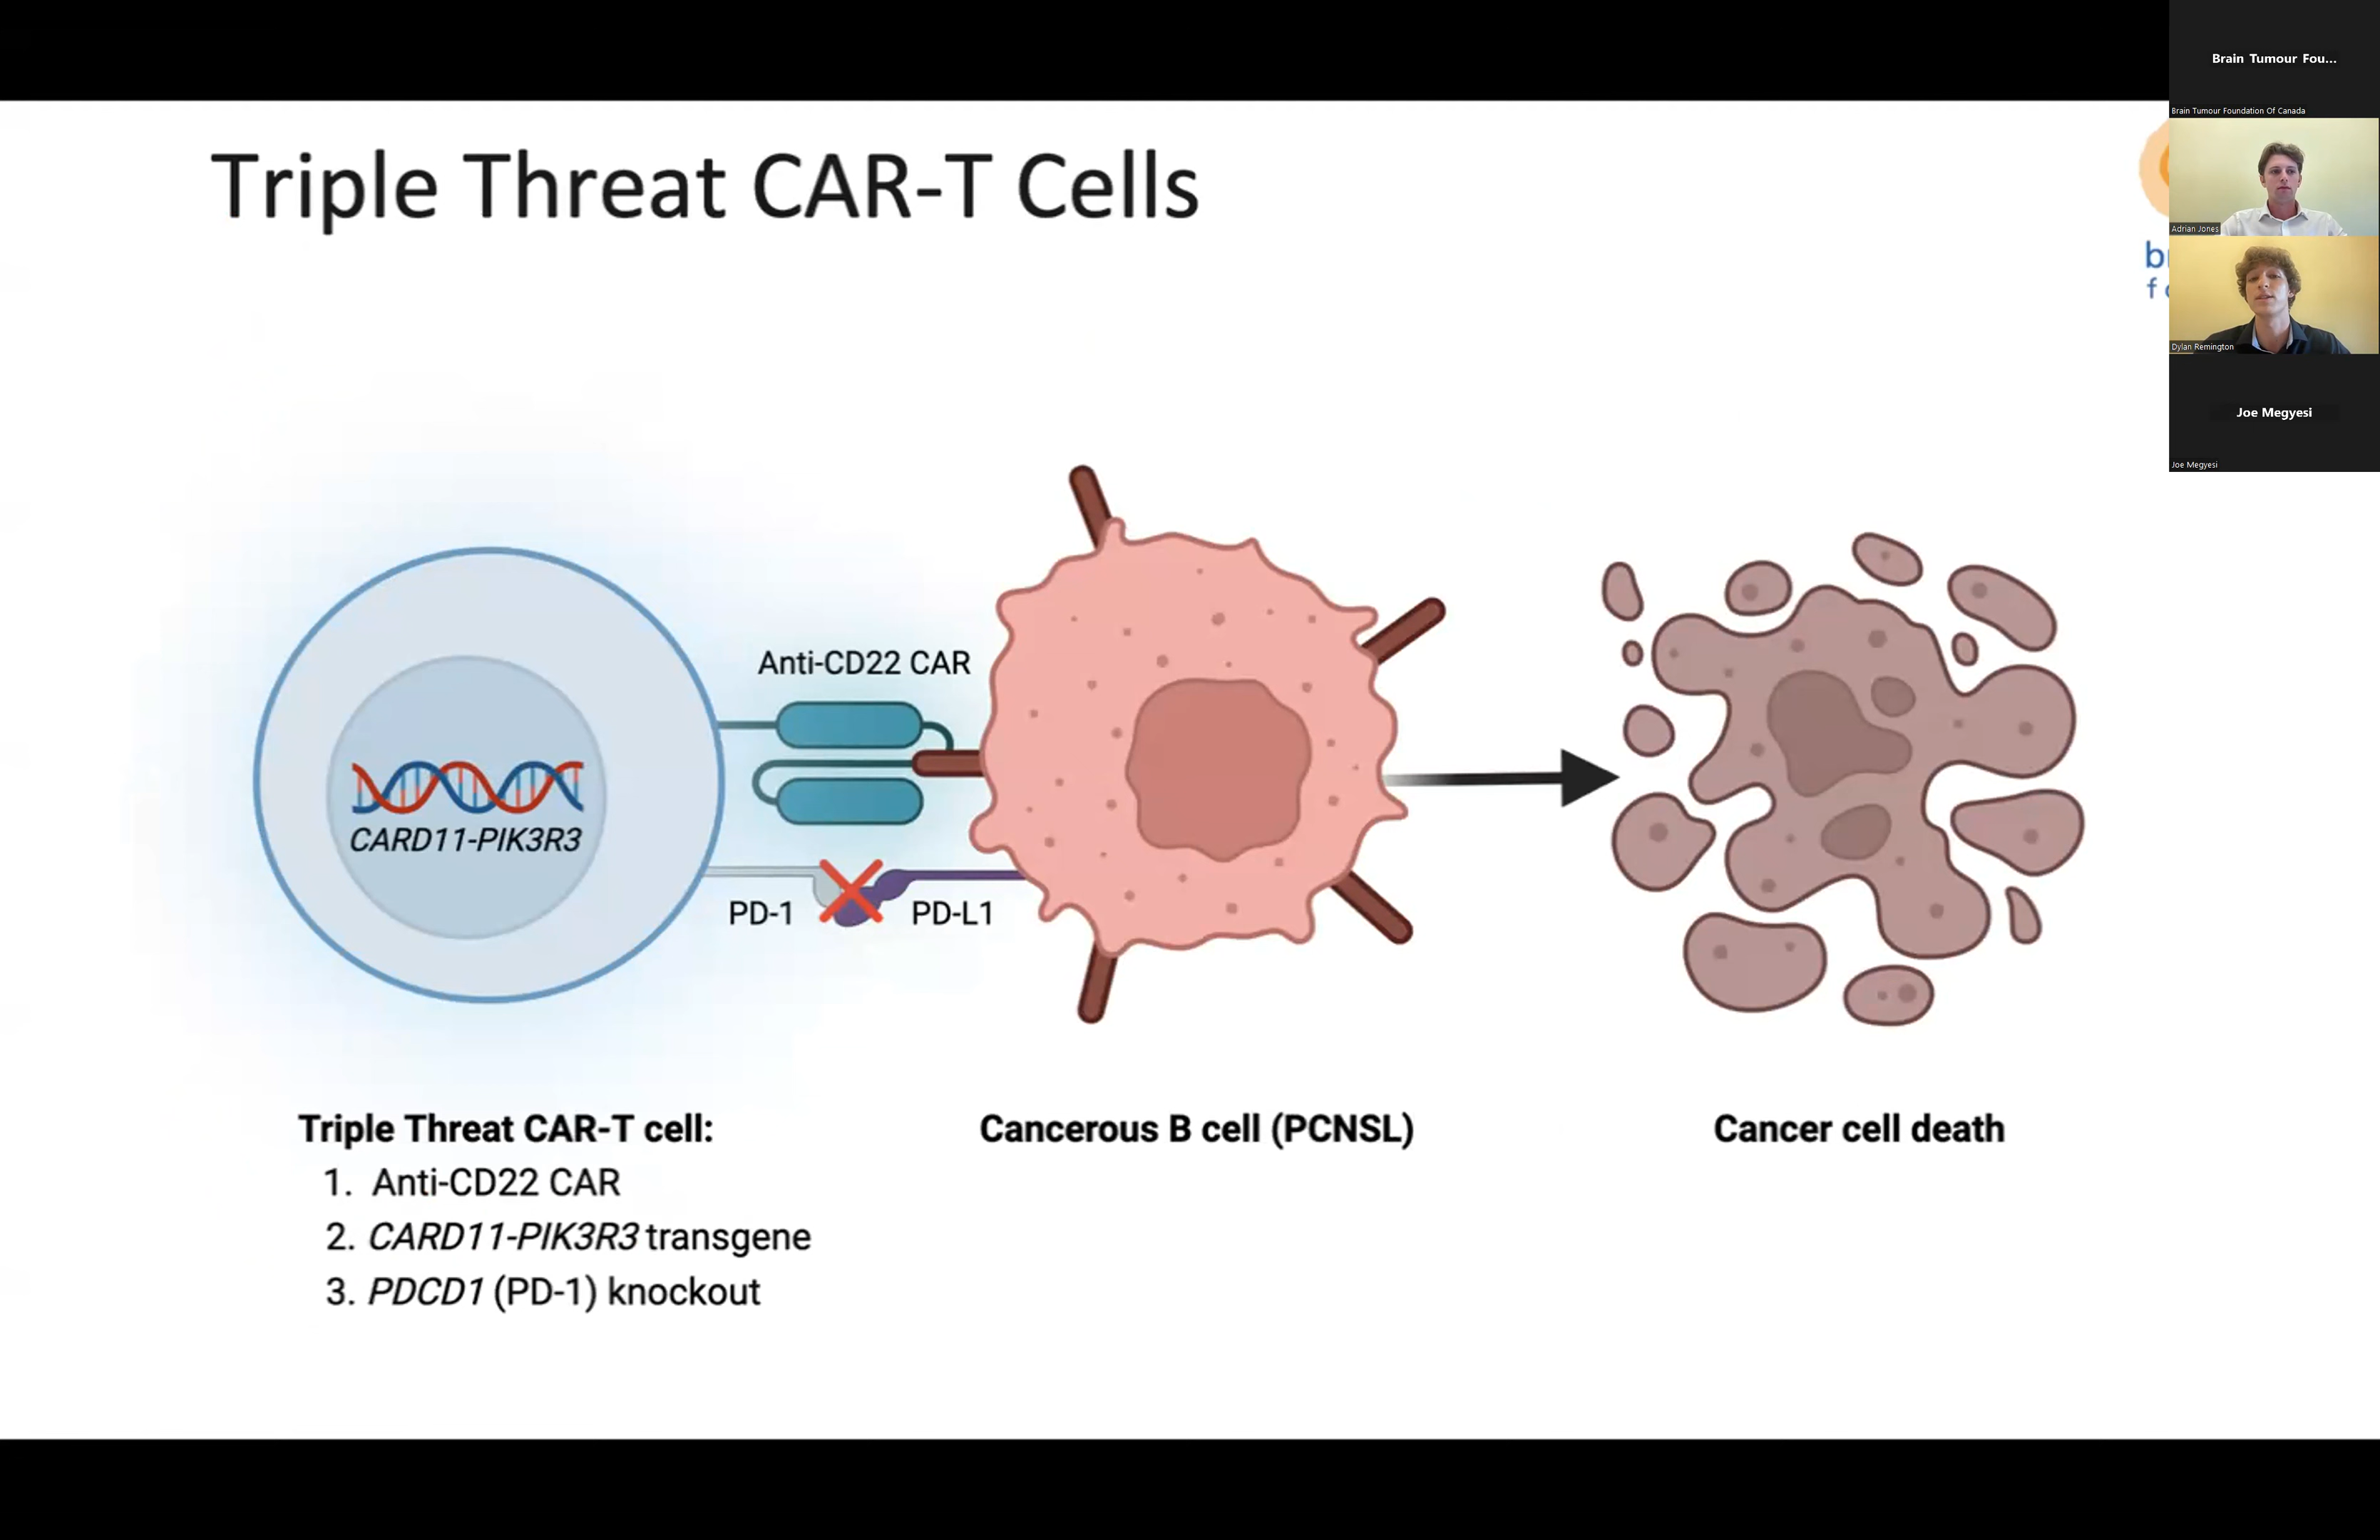 Brain Tumour Fou...
Brain Tumour Foundation Of Canada
Triple Threat CAR-T Cells
Adrian Jones
Dylan Remington
Joe Megyesi
Joe Megyesi
Anti-CD22 CAR
CARD11-PIK3R3
PD-1
PD-L1
Triple Threat CAR-T cell:
1. Anti-CD22 CAR
2. CARD11-PIK3R3 transgene
3. PDCD1 (PD-1) knockout
Cancerous B cell (PCNSL)
Cancer cell death